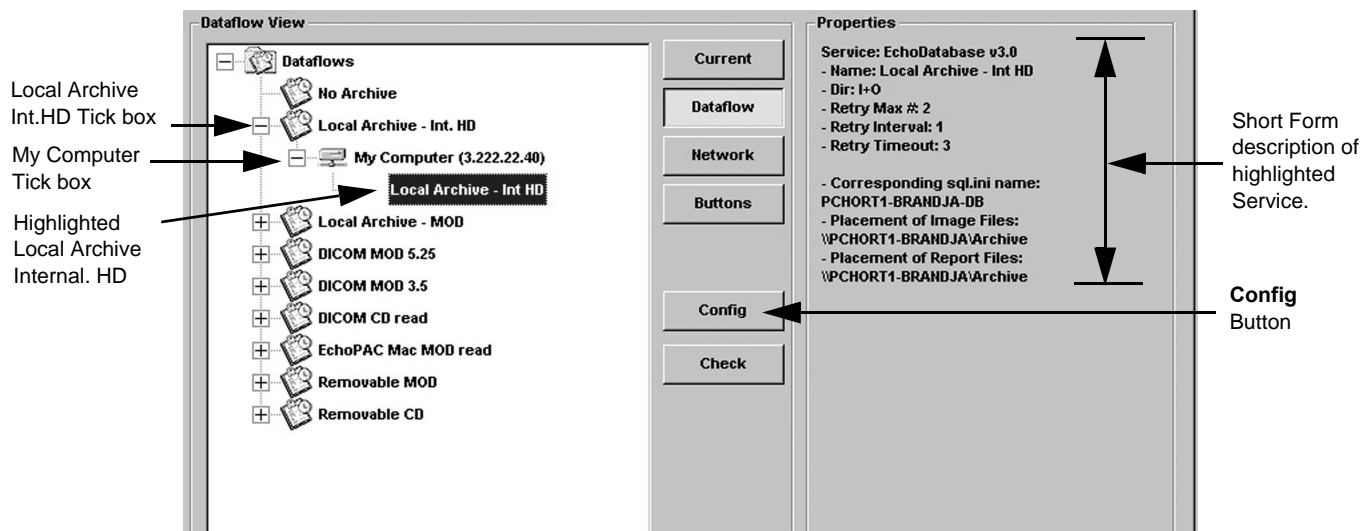 Dataflow View
Dataflows
No Archive
Local Archive - Int. HD
My Computer (3.222.22.40)
Local Archive - Int HD
Local Archive - MOD
DICOM MOD 5.25
DICOM MOD 3.5
DICOM CD read
EchoPAC Mac MOD read
Removable MOD
Removable CD
Current
Dataflow
Network
Buttons
Config
Check
Properties
Service: EchoDatabase v3.0
- Name: Local Archive - Int HD
- Dir: I+O
- Retry Max #: 2
- Retry Interval: 1
- Retry Timeout: 3
- Corresponding sql.ini name:
PCHORT1-BRANDJA-DB
- Placement of Image Files:
\\PCHORT1-BRANDJA\Archive
- Placement of Report Files:
\\PCHORT1-BRANDJA\Archive
Local Archive
Int.HD Tick box
My Computer
Tick box
Highlighted
Local Archive
Internal. HD
Short Form
description of
highlighted
Service.
Config
Button